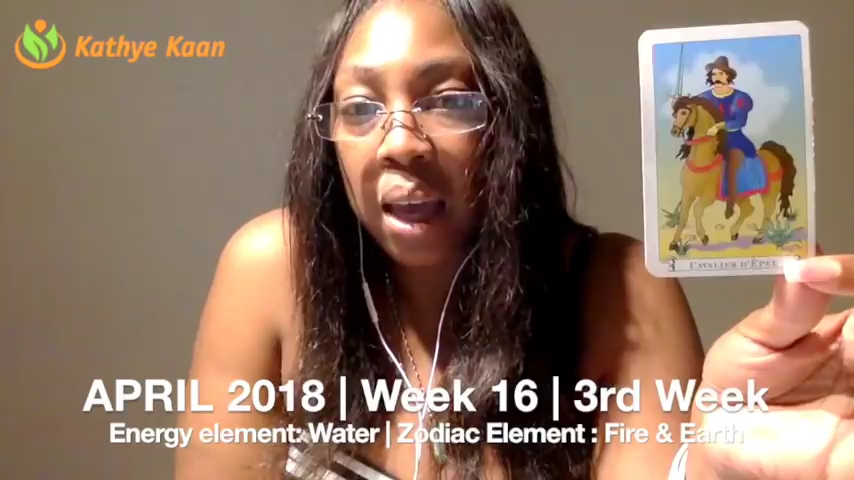 Kathye Kaan
CAVALIER D'ÉPÉE
APRIL 2018 | Week 16 | 3rd Week
Energy element: Water | Zodiac Element : Fire & Earth